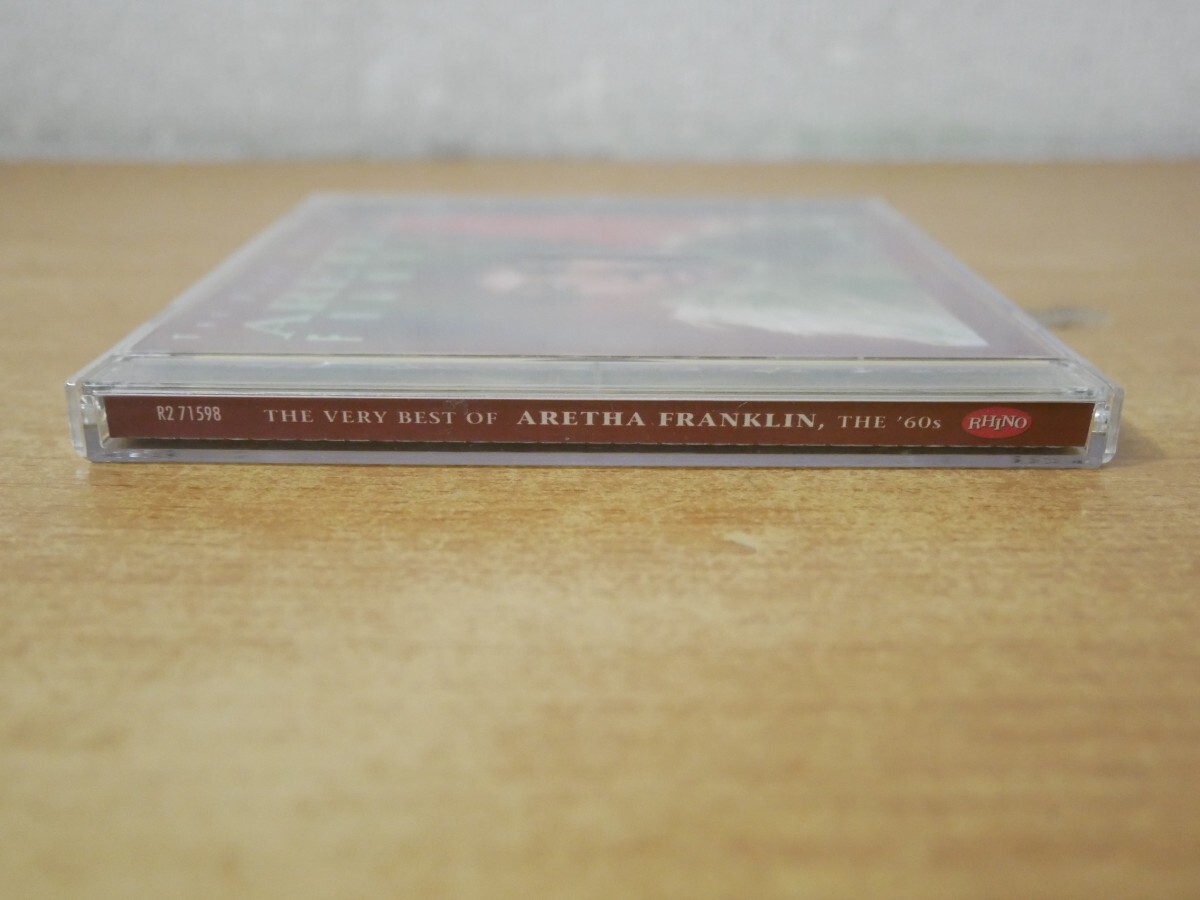 R2 71598 THE VERY BEST OF ARETHA FRANKLIN, THE '60s RHINO